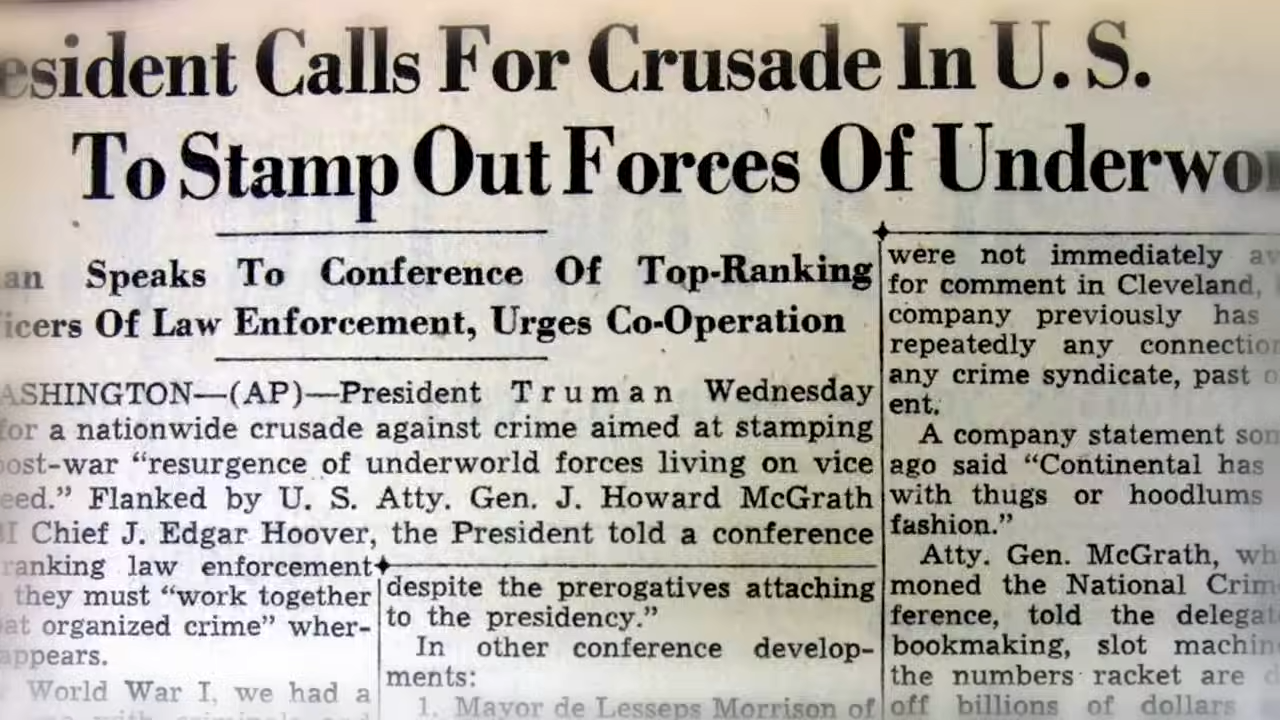 esident Calls For Crusade In U. S.
To Stamp Out Forces Of Underwo
an Speaks To Conference Of Top-Ranking
icers Of Law Enforcement, Urges Co-Operation
ASHINGTON—(AP)—President Truman Wednesday
for a nationwide crusade against crime aimed at stamping
post-war “resurgence of underworld forces living on vice
eed.” Flanked by U. S. Atty. Gen. J. Howard McGrath
I Chief J. Edgar Hoover, the President told a conference
ranking law enforcement
they must “work together
at organized crime” wher-
appears.
World War I, we had a
despite the prerogatives attaching
to the presidency.”
In other conference develop-
ments:
1. Mayor de Lesseps Morrison of
were not immediately av
for comment in Cleveland,
company previously has
repeatedly any connection
any crime syndicate, past o
ent.
A company statement som
ago said “Continental has
with thugs or hoodlums
fashion.”
Atty. Gen. McGrath, wh
moned the National Crim
ference, told the delegat
bookmaking, slot machin
the numbers racket are d
off billions of dollars